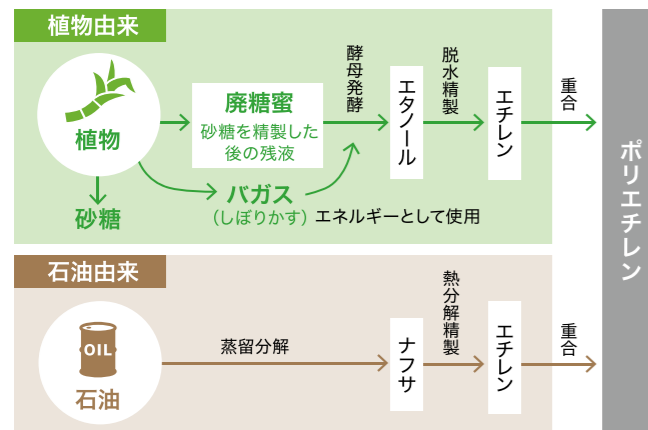 植物由来
植物
砂糖
廃糖蜜
砂糖を精製した
後の残液
バガス
(しぼりかす)
エネルギーとして使用
酵母発酵
エタノール
脱水精製
エチレン
重合
ポリエチレン
石油由来
OIL
石油
蒸留分解
ナフサ
熱分解精製
エチレン
重合